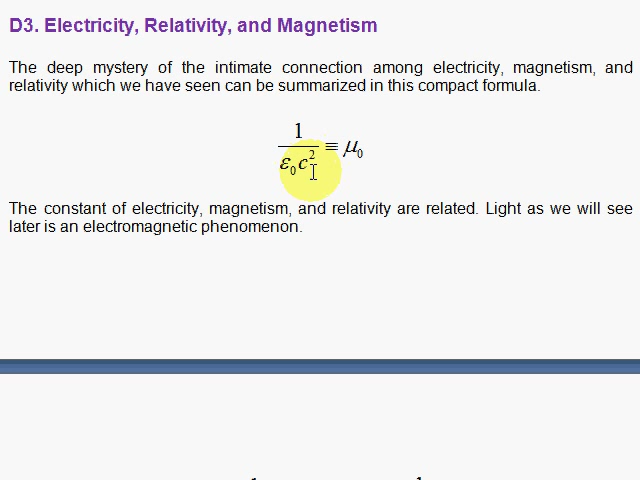 D3. Electricity, Relativity, and Magnetism
The deep mystery of the intimate connection among electricity, magnetism, and
relativity which we have seen can be summarized in this compact formula.
1/(ε₀c²) ≡ μ₀
The constant of electricity, magnetism, and relativity are related. Light as we will see
later is an electromagnetic phenomenon.